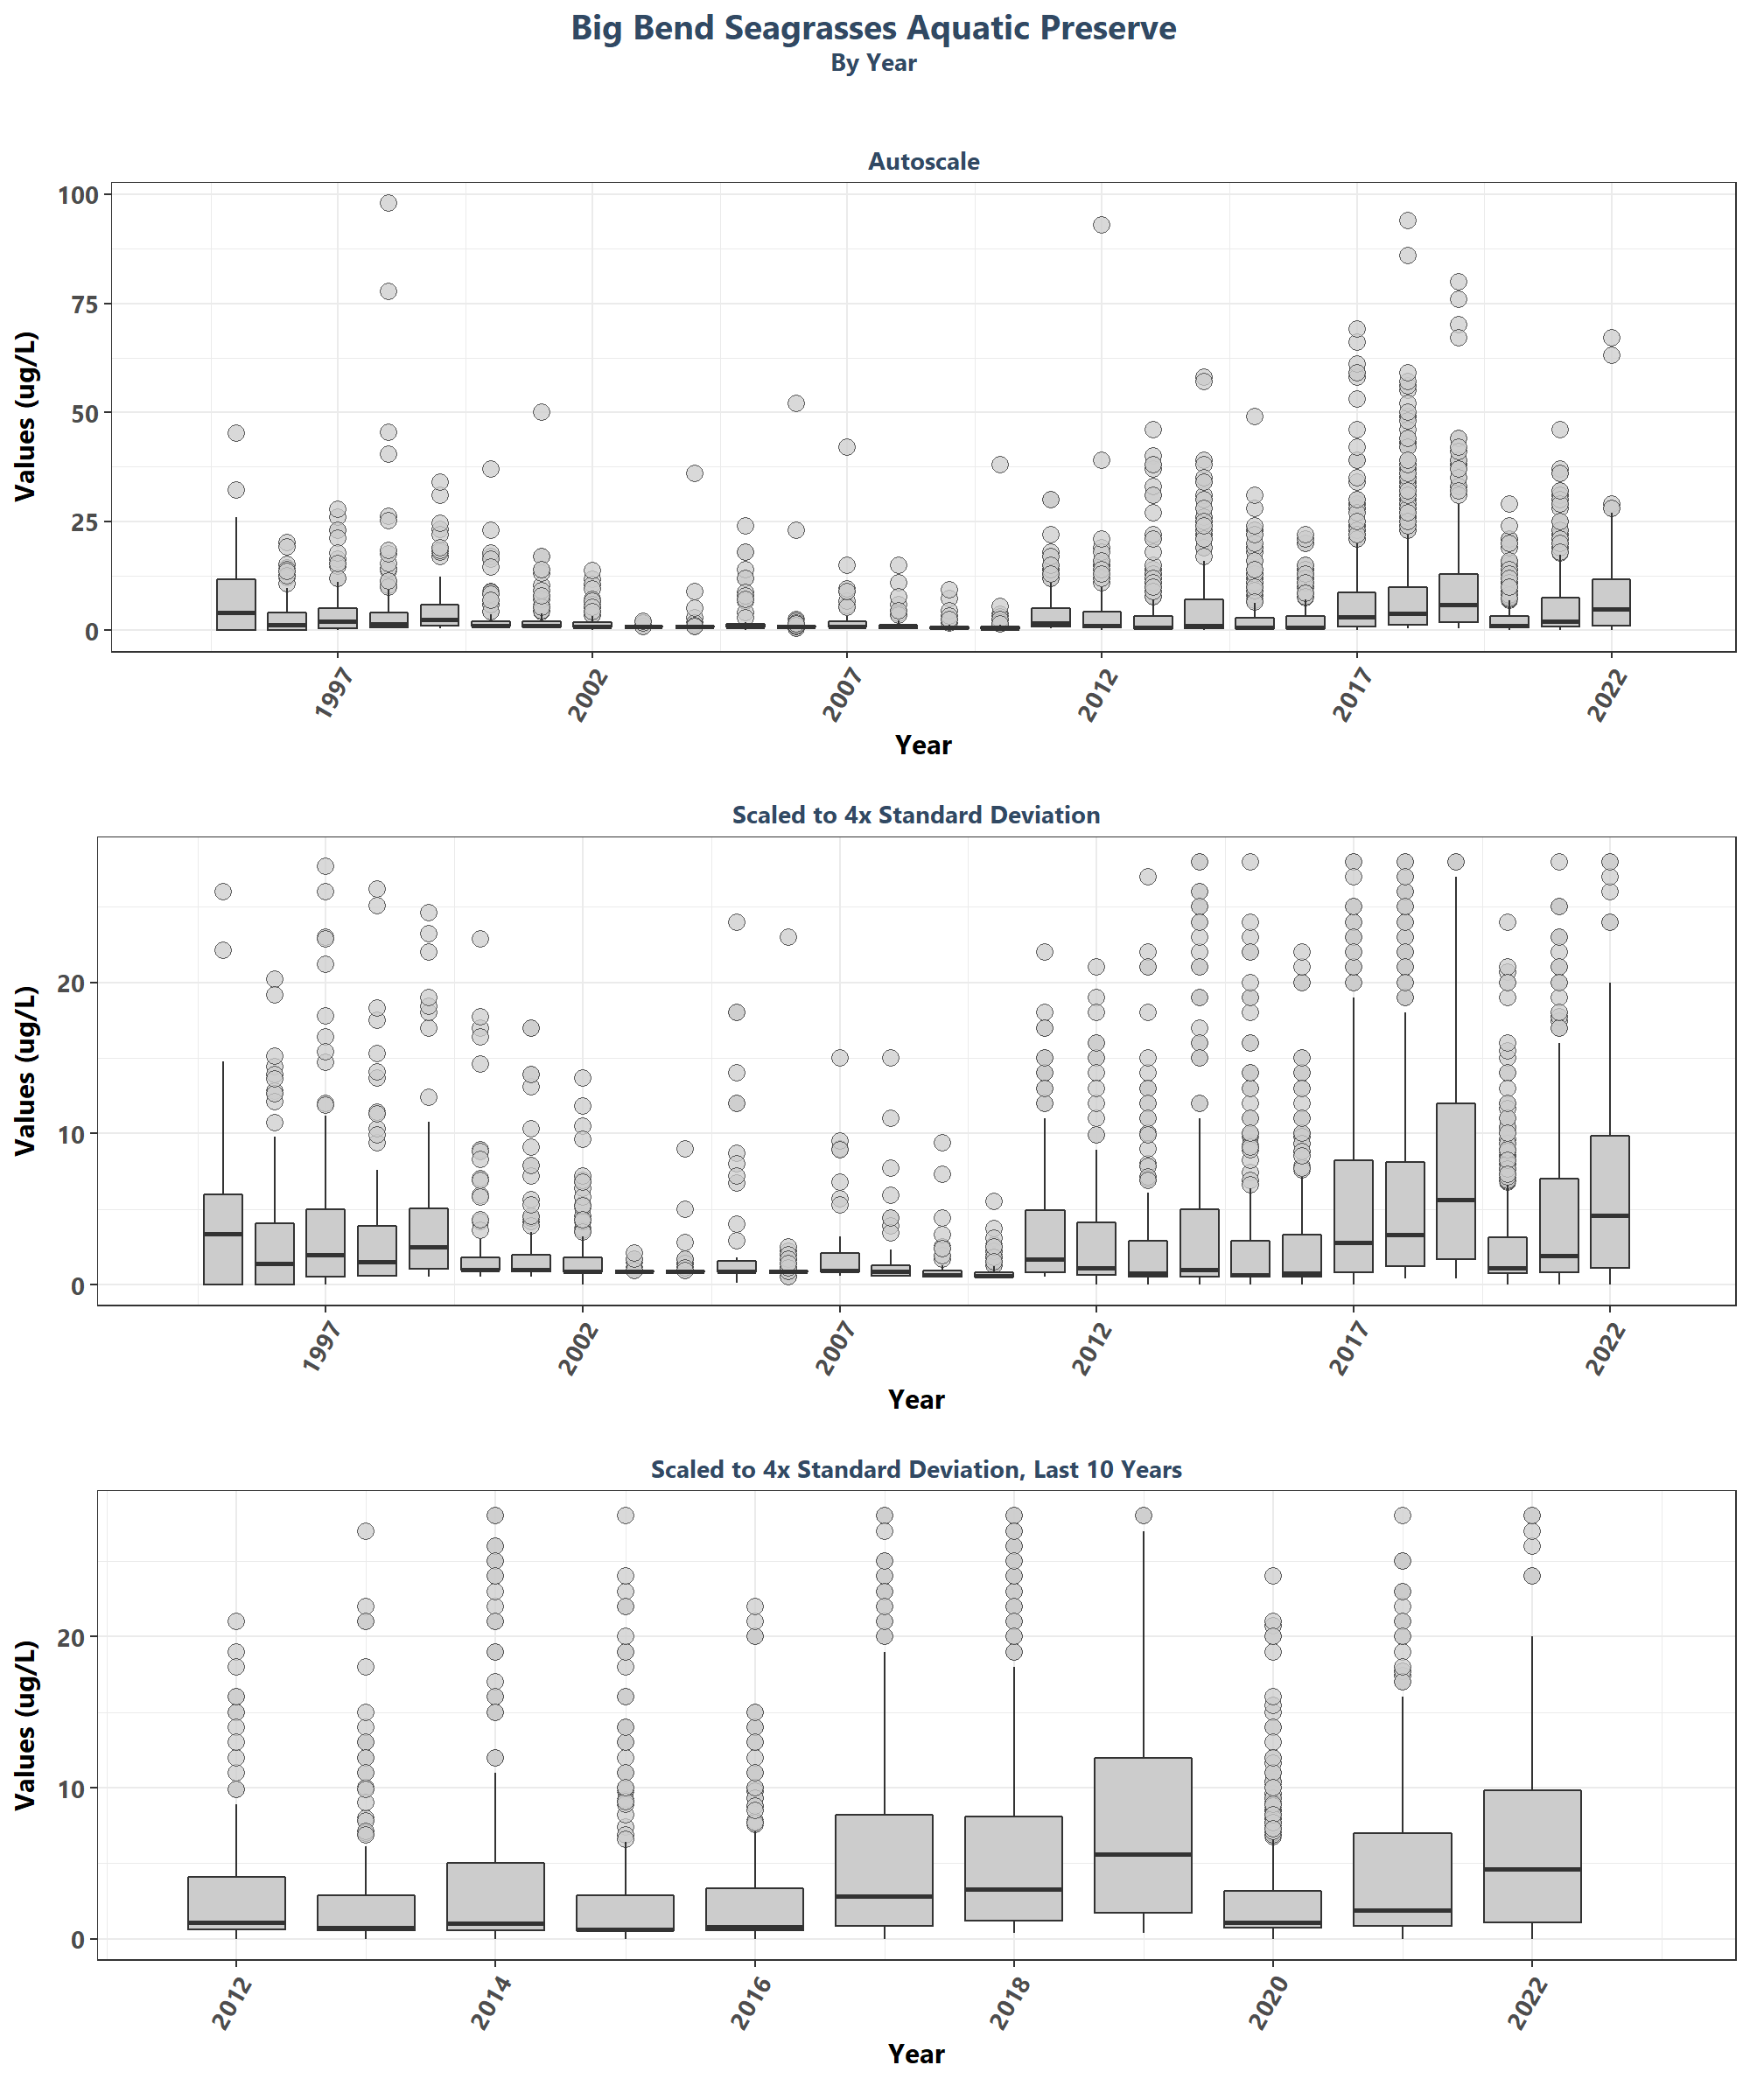 Big Bend Seagrasses Aquatic Preserve
By Year
Autoscale
Values (ug/L)
100
75
50
25
0
1997
2002
2007
2012
2017
2022
Year
Scaled to 4x Standard Deviation
Values (ug/L)
20
10
0
1997
2002
2007
2012
2017
2022
Year
Scaled to 4x Standard Deviation, Last 10 Years
Values (ug/L)
20
10
0
2012
2014
2016
2018
2020
2022
Year